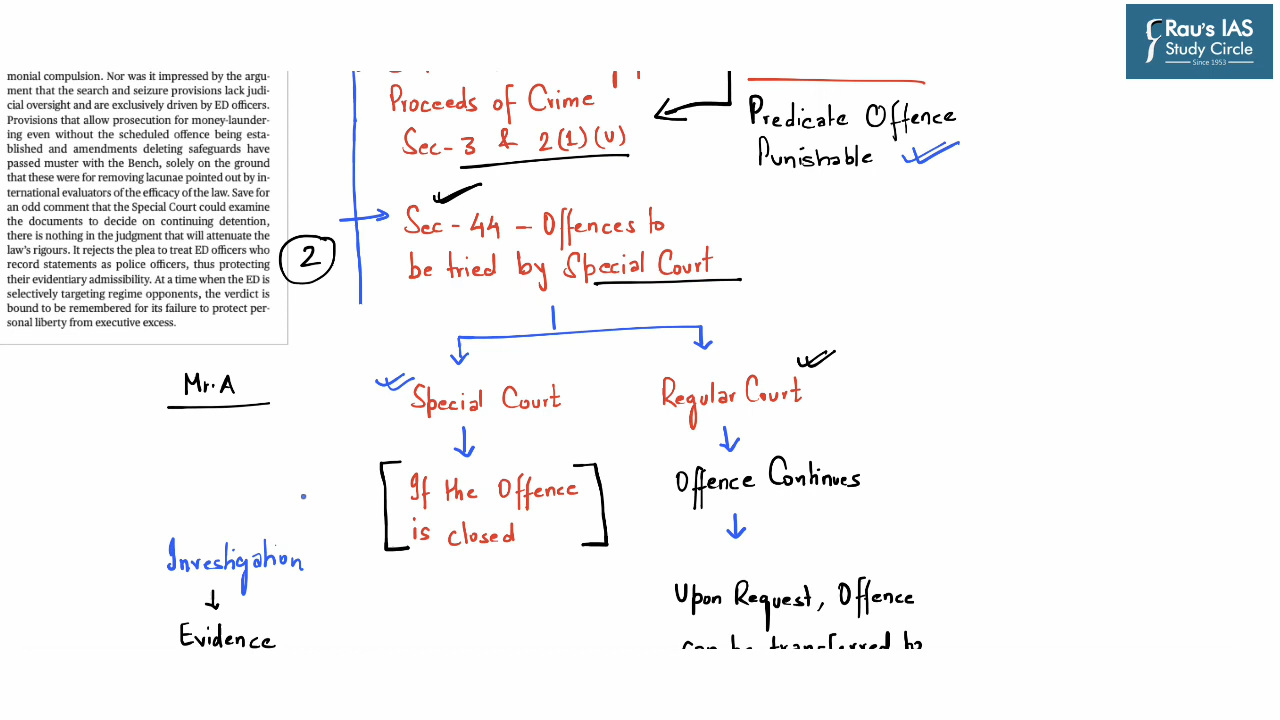 Rau's IAS
Study Circle
Since 1953
monial compulsion. Nor was it impressed by the argu-
ment that the search and seizure provisions lack judi-
cial oversight and are exclusively driven by ED officers.
Provisions that allow prosecution for money-launder-
ing even without the scheduled offence being esta-
blished and amendments deleting safeguards have
passed muster with the Bench, solely on the ground
that these were for removing lacunae pointed out by in-
ternational evaluators of the efficacy of the law. Save for
an odd comment that the Special Court could examine
the documents to decide on continuing detention,
there is nothing in the judgment that will attenuate the
law's rigours. It rejects the plea to treat ED officers who
record statements as police officers, thus protecting
their evidentiary admissibility. At a time when the ED is
selectively targeting regime opponents, the verdict is
bound to be remembered for its failure to protect per-
sonal liberty from executive excess.
Proceeds of Crime
Sec-3 & 2(1)(u)
Predicate Offence
Punishable
2
Sec-44 – Offences to
be tried by Special Court
Mr.A
Special Court
Regular Court
If the Offence
is closed
Offence Continues
Investigation
Evidence
Upon Request, Offence
can be transferred by